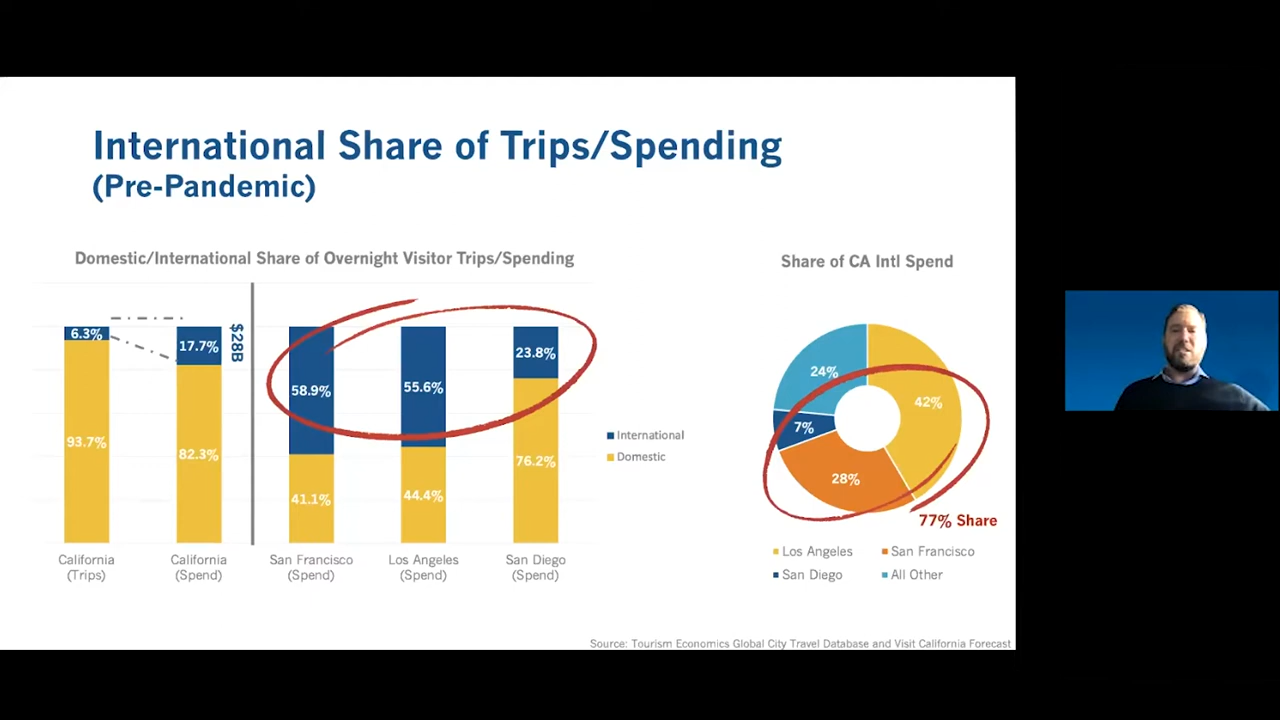 International Share of Trips/Spending
(Pre-Pandemic)
Domestic/International Share of Overnight Visitor Trips/Spending
6.3%
93.7%
17.7%
82.3%
$28B
58.9%
41.1%
55.6%
44.4%
23.8%
76.2%
California
(Trips)
California
(Spend)
San Francisco
(Spend)
Los Angeles
(Spend)
San Diego
(Spend)
International
Domestic
Share of CA Intl Spend
24%
42%
7%
28%
77% Share
Los Angeles
San Francisco
San Diego
All Other
Source: Tourism Economics Global City Travel Database and Visit California Forecast